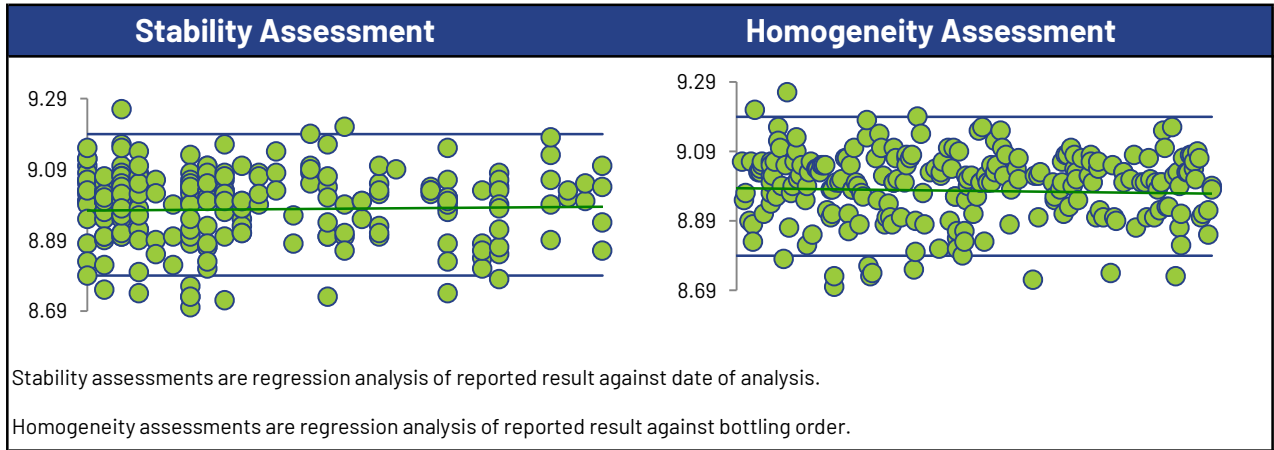 Stability Assessment
Homogeneity Assessment
9.29
9.09
8.89
8.69
9.29
9.09
8.89
8.69
Stability assessments are regression analysis of reported result against date of analysis.
Homogeneity assessments are regression analysis of reported result against bottling order.